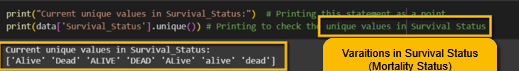 print("Current unique values in Survival_Status:")  # Printing this statement as a point
print(data['Survival_Status'].unique()) # Printing to check the unique values in Survival Status
Current unique values in Survival_Status:
['Alive' 'Dead' 'ALIVE' 'DEAD' 'ALive' 'alive' 'dead']
Varaitions in Survival Status
(Mortality Status)